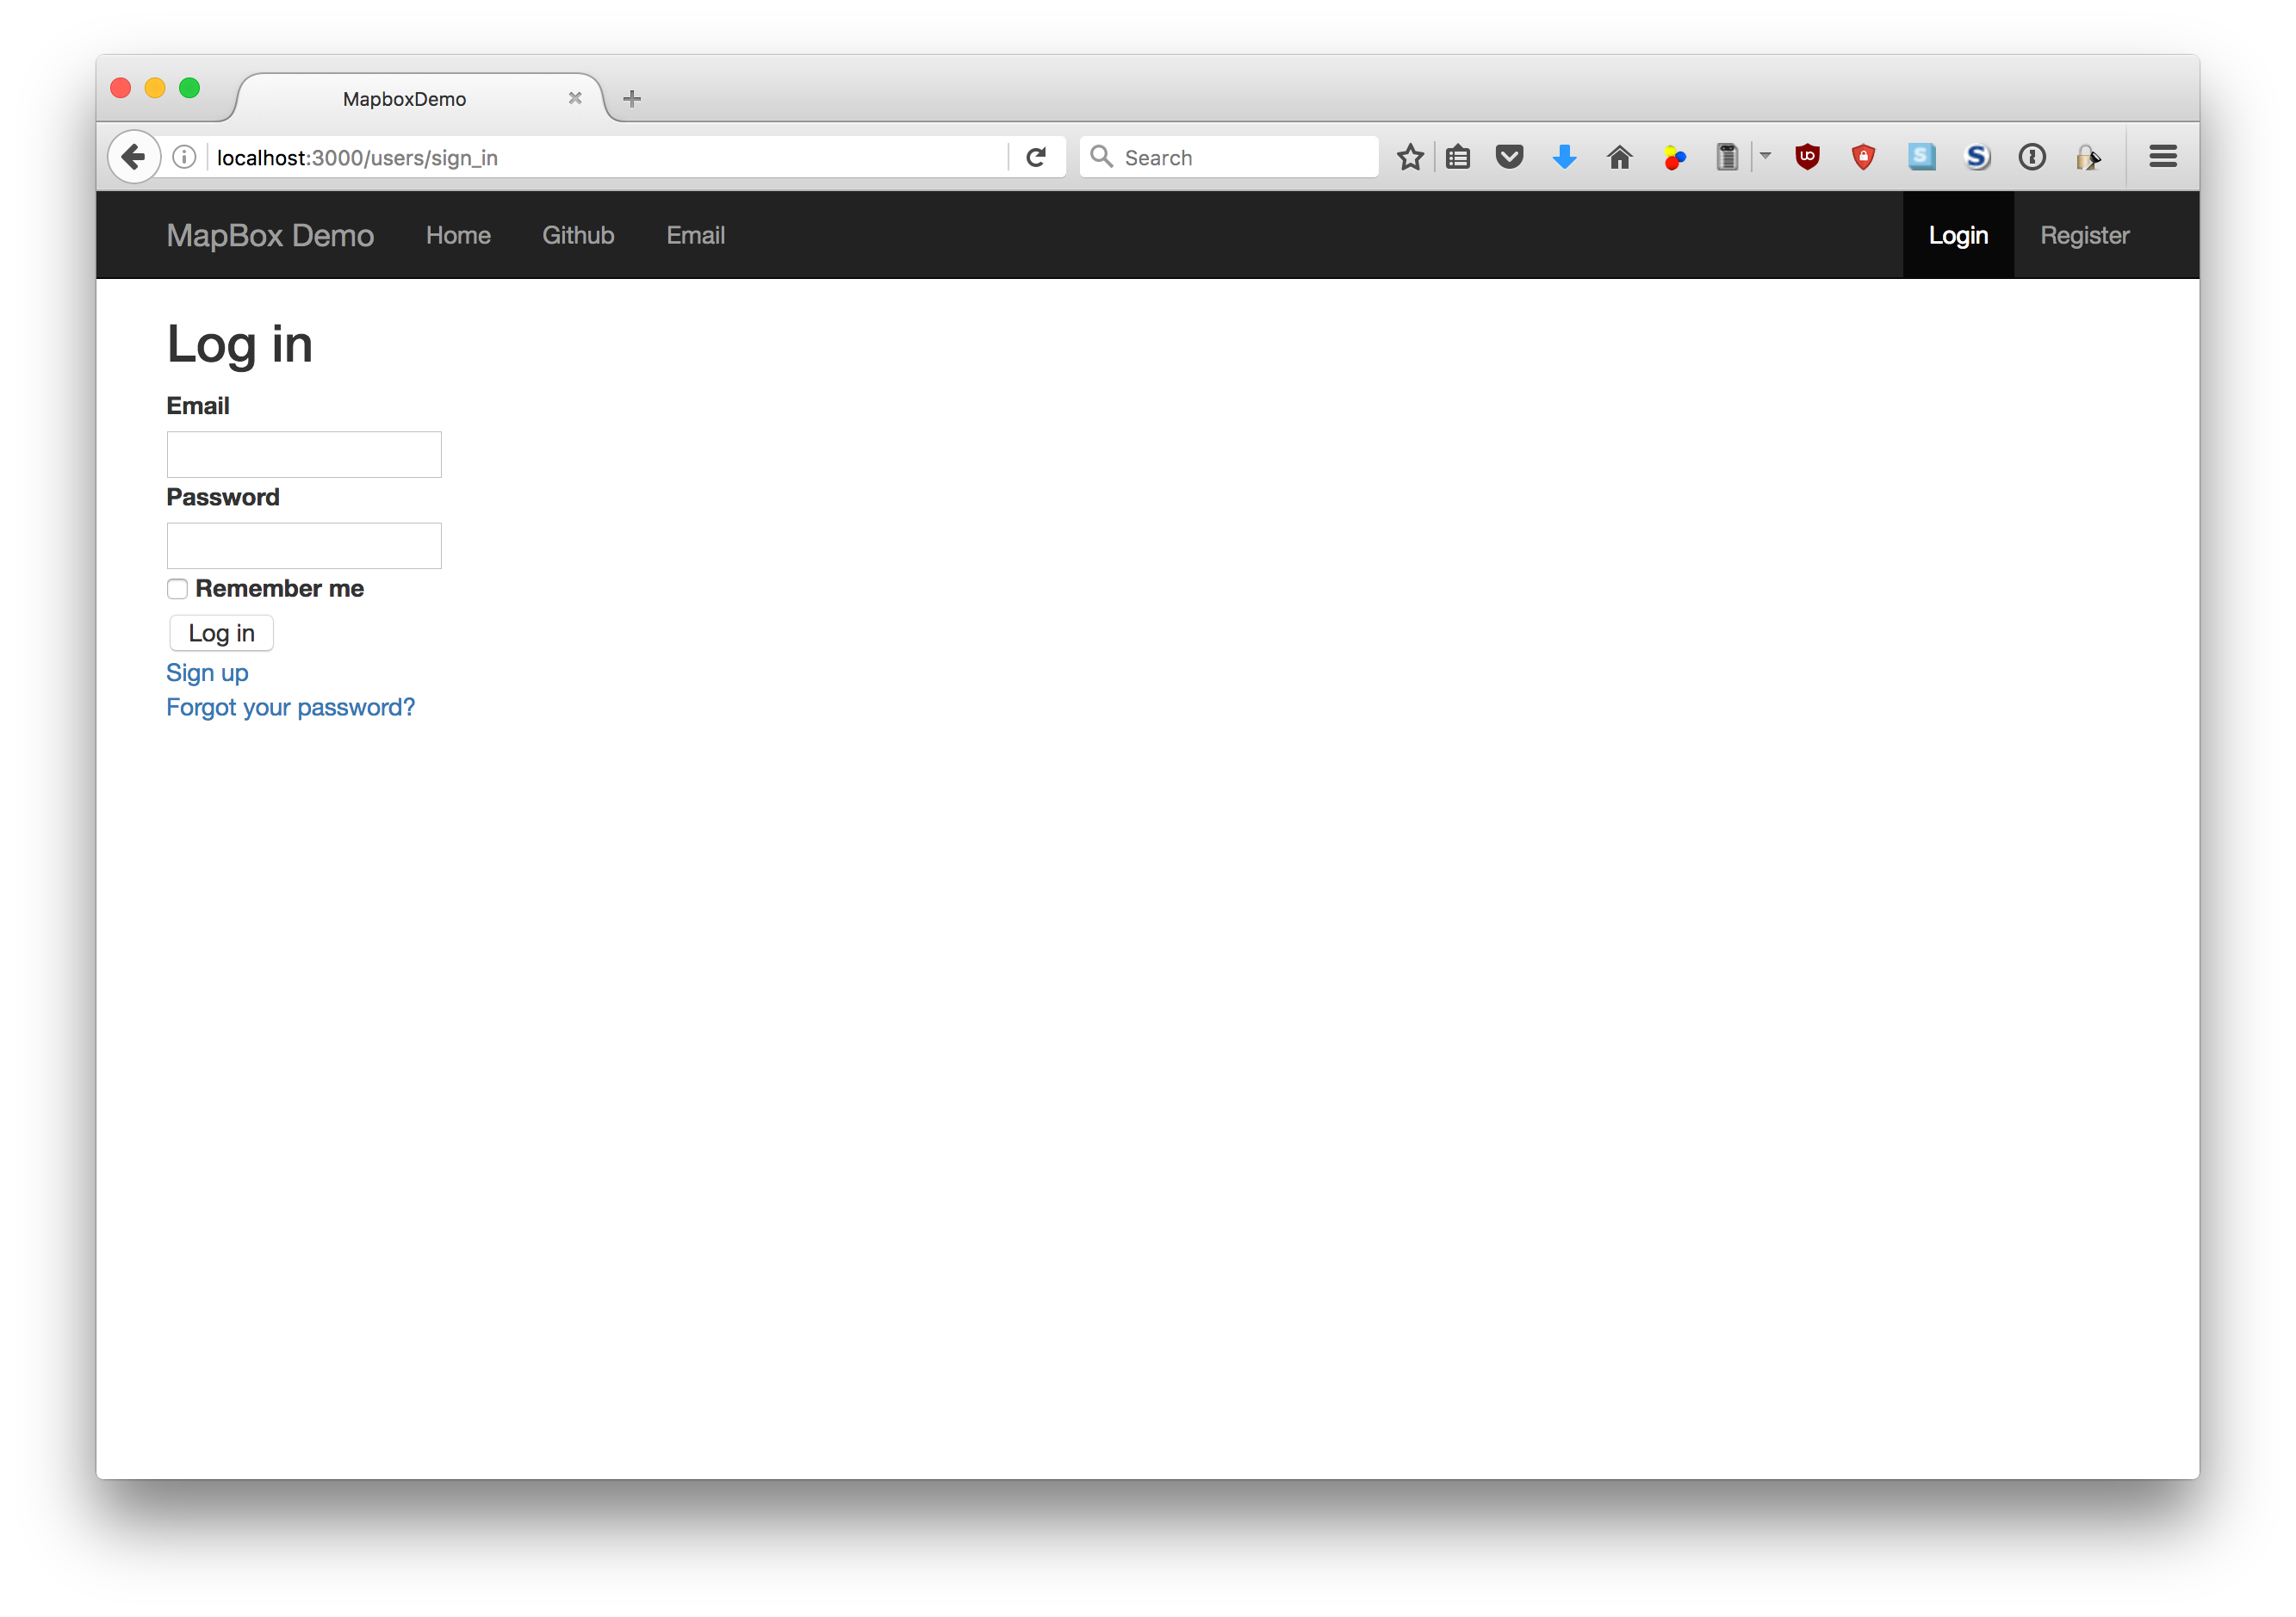 MapboxDemo
localhost:3000/users/sign_in
Search
MapBox Demo Home Github Email Login Register
Log in
Email
Password
Remember me
Log in
Sign up
Forgot your password?